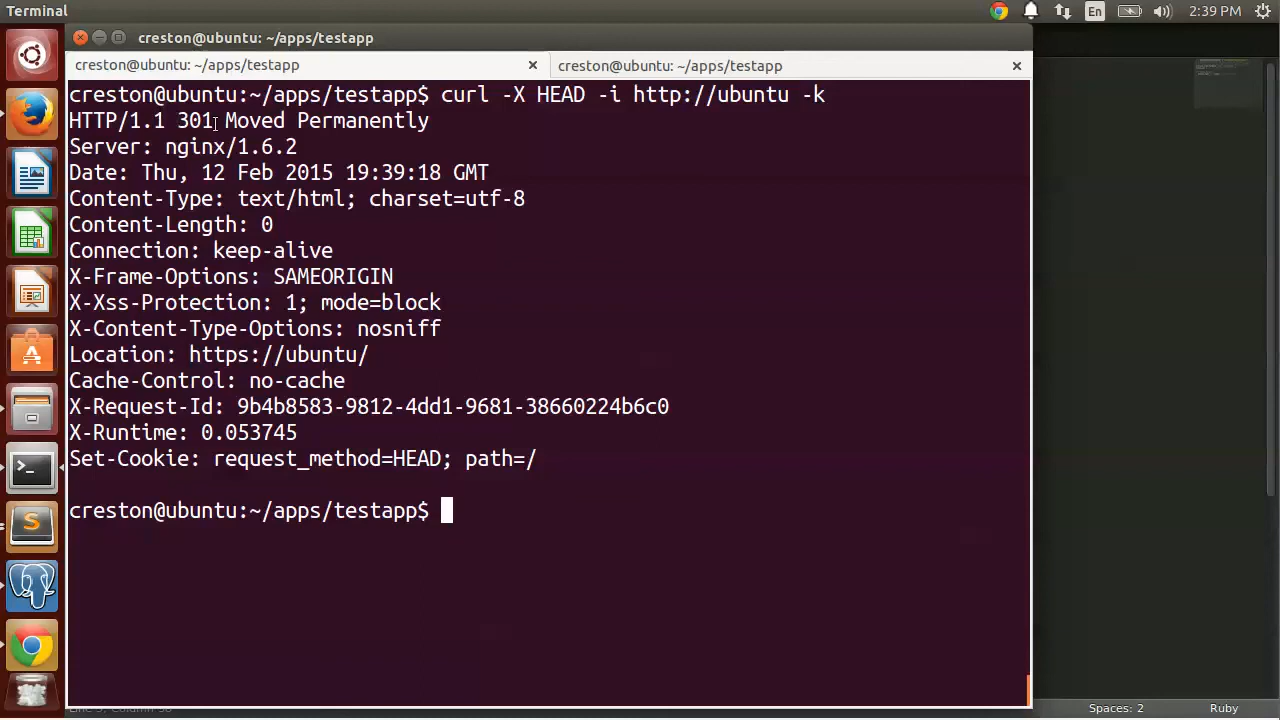 Terminal
En
2:39 PM
creston@ubuntu: ~/apps/testapp
creston@ubuntu: ~/apps/testapp
creston@ubuntu: ~/apps/testapp
creston@ubuntu:~/apps/testapp$ curl -X HEAD -i http://ubuntu -k
HTTP/1.1 301 Moved Permanently
Server: nginx/1.6.2
Date: Thu, 12 Feb 2015 19:39:18 GMT
Content-Type: text/html; charset=utf-8
Content-Length: 0
Connection: keep-alive
X-Frame-Options: SAMEORIGIN
X-Xss-Protection: 1; mode=block
X-Content-Type-Options: nosniff
Location: https://ubuntu/
Cache-Control: no-cache
X-Request-Id: 9b4b8583-9812-4dd1-9681-38660224b6c0
X-Runtime: 0.053745
Set-Cookie: request_method=HEAD; path=/
creston@ubuntu:~/apps/testapp$
Spaces: 2
Ruby